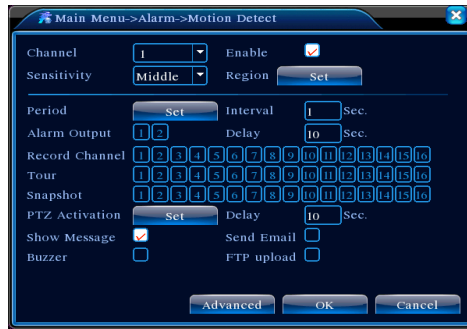 Main Menu->Alarm->Motion Detect
Channel 1 Enable
Sensitivity Middle Region Set
Period Set Interval 1 Sec.
Alarm Output 1 2 Delay 10 Sec.
Record Channel 1 2 3 4 5 6 7 8 9 10 11 12 13 14 15 16
Tour 1 2 3 4 5 6 7 8 9 10 11 12 13 14 15 16
Snapshot 1 2 3 4 5 6 7 8 9 10 11 12 13 14 15 16
PTZ Activation Set Delay 10 Sec.
Show Message Send Email
Buzzer FTP upload
Advanced OK Cancel